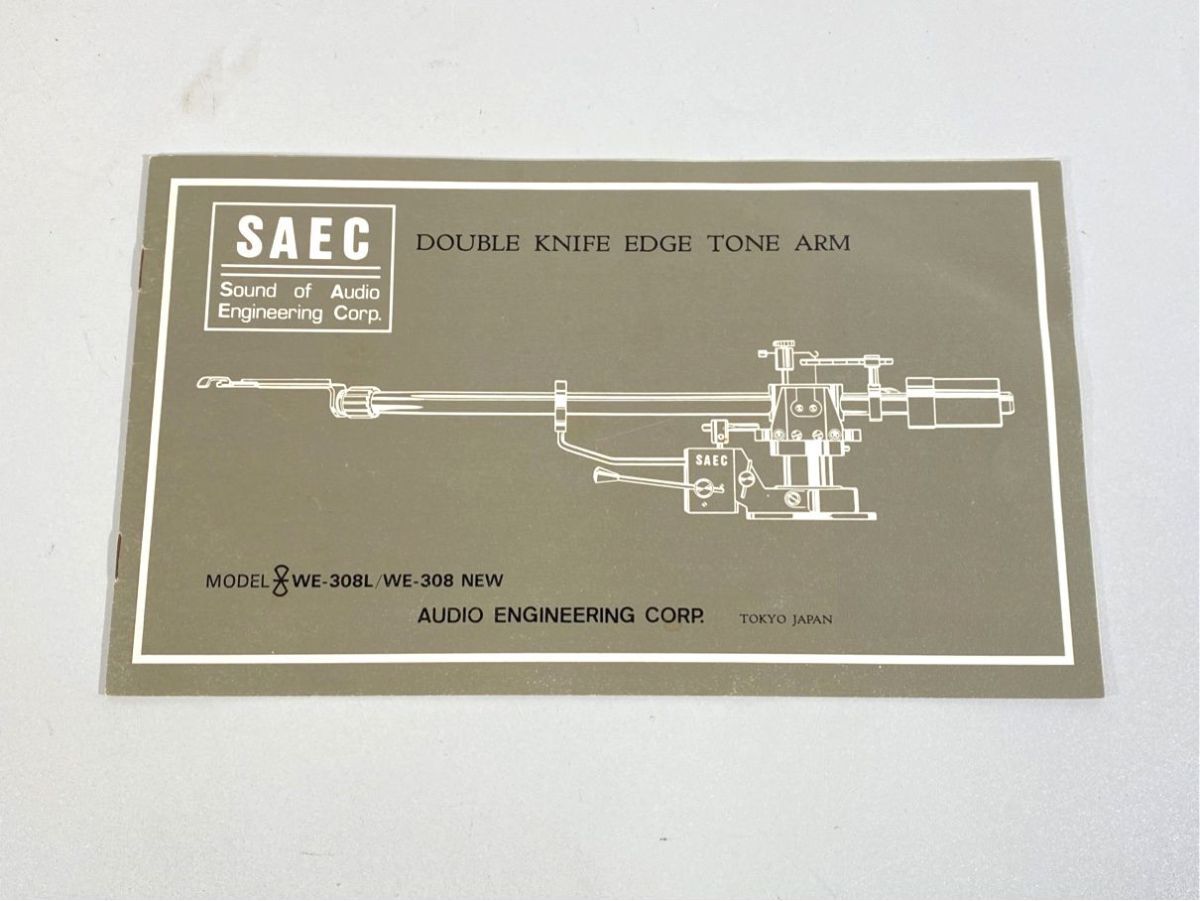 SAEC
Sound of Audio
Engineering Corp.
DOUBLE KNIFE EDGE TONE ARM
SAEC
MODEL WE-308L/WE-308 NEW
AUDIO ENGINEERING CORP. TOKYO JAPAN